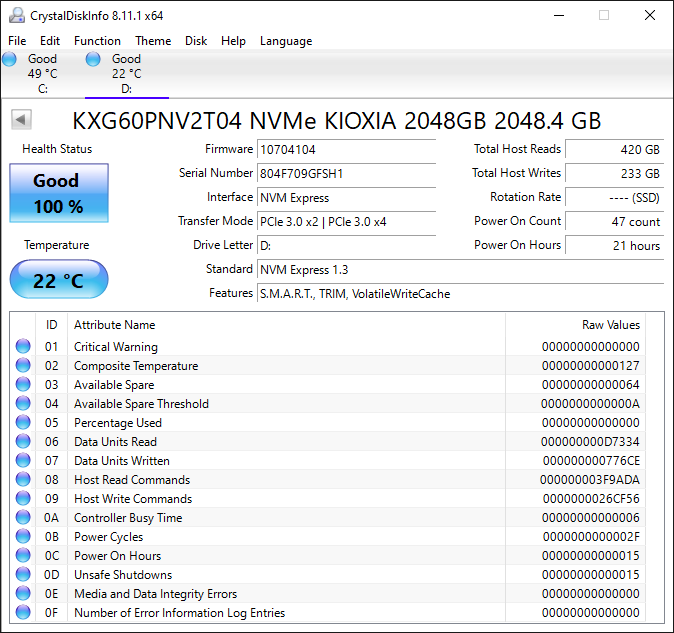 CrystalDiskInfo 8.11.1 x64
File Edit Function Theme Disk Help Language
Good Good
49 °C 22 °C
C: D:
KXG60PNV2T04 NVMe KIOXIA 2048GB 2048.4 GB
Health Status Firmware 10704104 Total Host Reads 420 GB
Good 100 % Serial Number 804F709GFSH1 Total Host Writes 233 GB
Interface NVM Express Rotation Rate ---- (SSD)
Transfer Mode PCIe 3.0 x2 | PCIe 3.0 x4 Power On Count 47 count
Temperature Drive Letter D: Power On Hours 21 hours
22 °C Standard NVM Express 1.3
Features S.M.A.R.T., TRIM, VolatileWriteCache
ID Attribute Name Raw Values
01 Critical Warning 00000000000000
02 Composite Temperature 00000000000127
03 Available Spare 00000000000064
04 Available Spare Threshold 0000000000000A
05 Percentage Used 00000000000000
06 Data Units Read 000000000D7334
07 Data Units Written 000000000776CE
08 Host Read Commands 000000003F9ADA
09 Host Write Commands 0000000026CF56
0A Controller Busy Time 00000000000006
0B Power Cycles 0000000000002F
0C Power On Hours 00000000000015
0D Unsafe Shutdowns 00000000000015
0E Media and Data Integrity Errors 00000000000000
0F Number of Error Information Log Entries 00000000000000